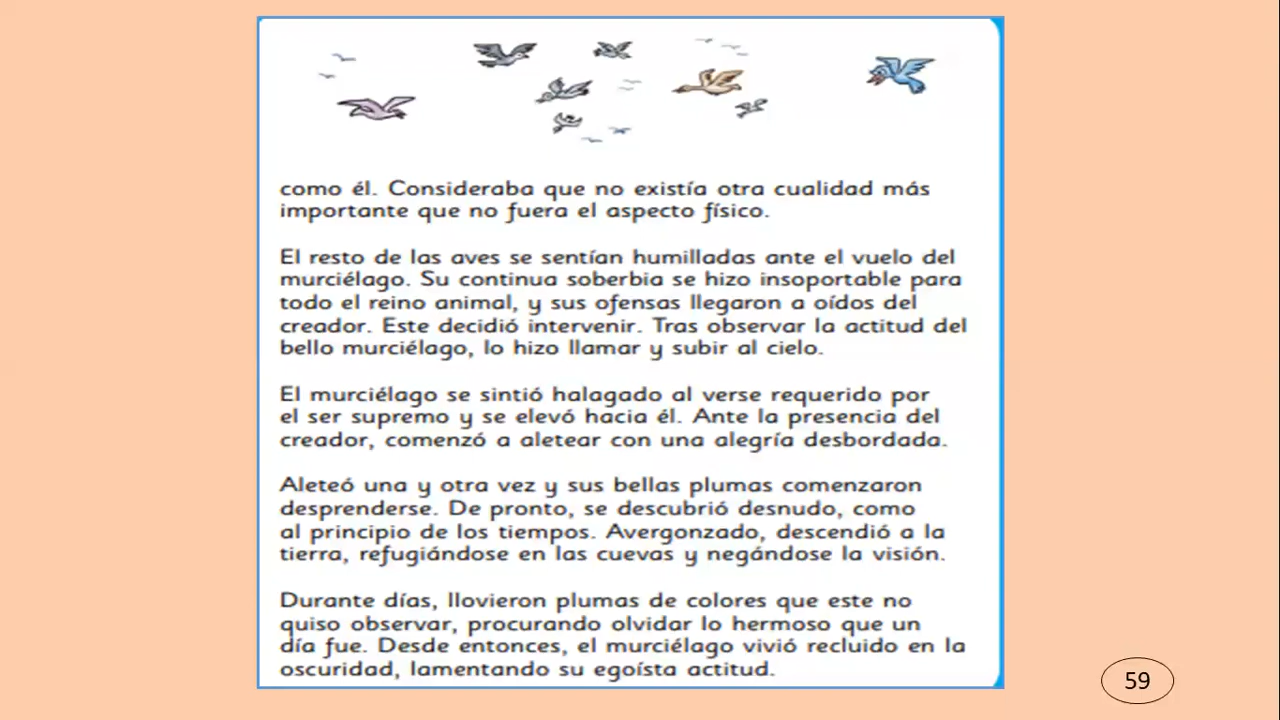 como él. Consideraba que no existía otra cualidad más
importante que no fuera el aspecto físico.
El resto de las aves se sentían humilladas ante el vuelo del
murciélago. Su continua soberbia se hizo insoportable para
todo el reino animal, y sus ofensas llegaron a oídos del
creador. Este decidió intervenir. Tras observar la actitud del
bello murciélago, lo hizo llamar y subir al cielo.
El murciélago se sintió halagado al verse requerido por
el ser supremo y se elevó hacia él. Ante la presencia del
creador, comenzó a aletear con una alegría desbordada.
Aleteó una y otra vez y sus bellas plumas comenzaron
desprenderse. De pronto, se descubrió desnudo, como
al principio de los tiempos. Avergonzado, descendió a la
tierra, refugiándose en las cuevas y negándose la visión.
Durante días, llovieron plumas de colores que este no
quiso observar, procurando olvidar lo hermoso que un
día fue. Desde entonces, el murciélago vivió recluido en la
oscuridad, lamentando su egoísta actitud.
59